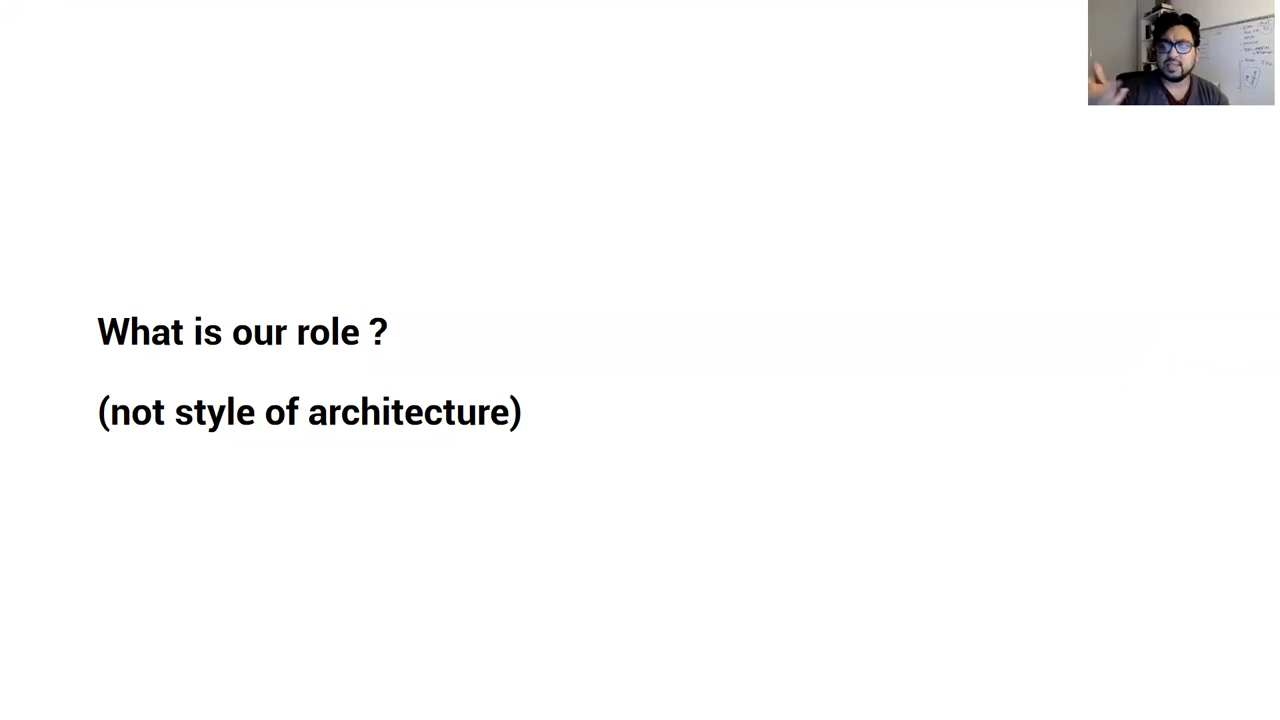 What is our role ?
(not style of architecture)